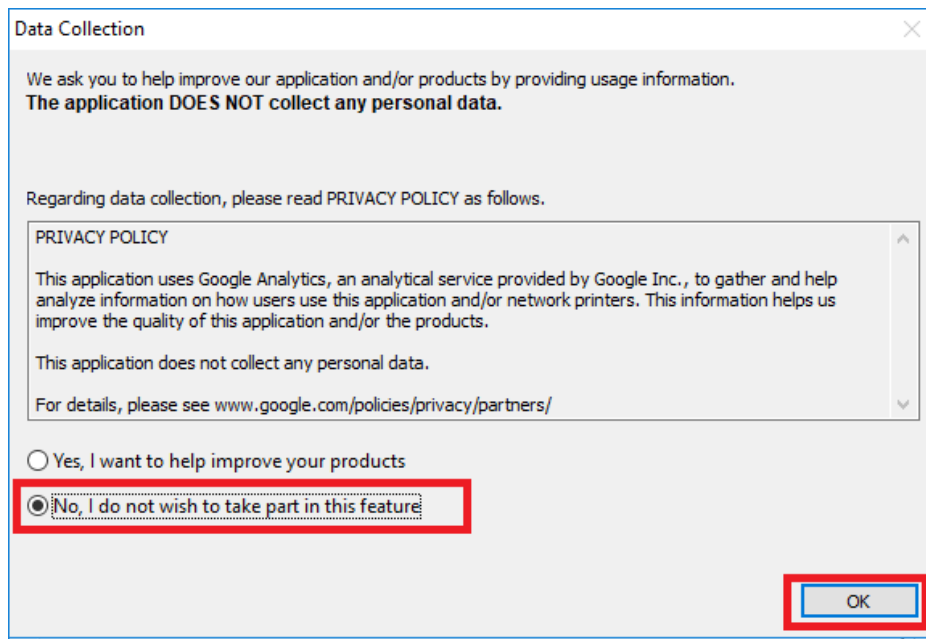 Data Collection
We ask you to help improve our application and/or products by providing usage information.
The application DOES NOT collect any personal data.
Regarding data collection, please read PRIVACY POLICY as follows.
PRIVACY POLICY
This application uses Google Analytics, an analytical service provided by Google Inc., to gather and help
analyze information on how users use this application and/or network printers. This information helps us
improve the quality of this application and/or the products.
This application does not collect any personal data.
For details, please see www.google.com/policies/privacy/partners/
Yes, I want to help improve your products
No, I do not wish to take part in this feature
OK